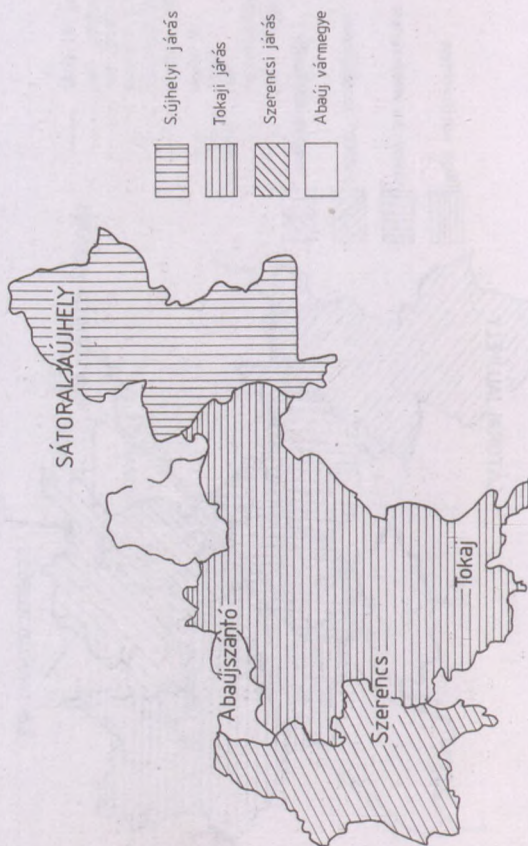 SÁTORALJAÚJHELY
Abaújszántó
Szerencs
Tokaj
S.újhelyi járás
Tokaji járás
Szerencsi járás
Abaúj vármegye